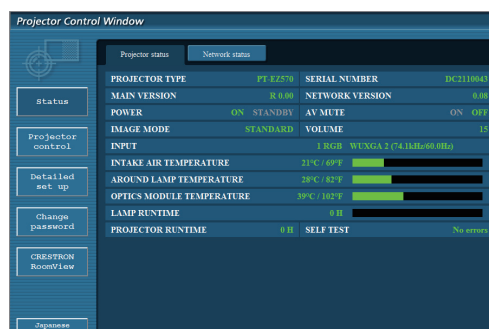 Projector Control Window
Projector status Network status
PROJECTOR TYPE PT-EZ570 SERIAL NUMBER DC2110043
MAIN VERSION R 0.00 NETWORK VERSION 0.08
POWER ON STANDBY AV MUTE ON OFF
IMAGE MODE STANDARD VOLUME 15
INPUT 1 RGB WUXGA 2 (74.1kHz/60.0Hz)
INTAKE AIR TEMPERATURE 21°C / 69°F
AROUND LAMP TEMPERATURE 28°C / 82°F
OPTICS MODULE TEMPERATURE 39°C / 102°F
LAMP RUNTIME 0 H
PROJECTOR RUNTIME 0 H SELF TEST No errors
Status
Projector
control
Detailed
set up
Change
password
CRESTRON
RoomView
Japanese